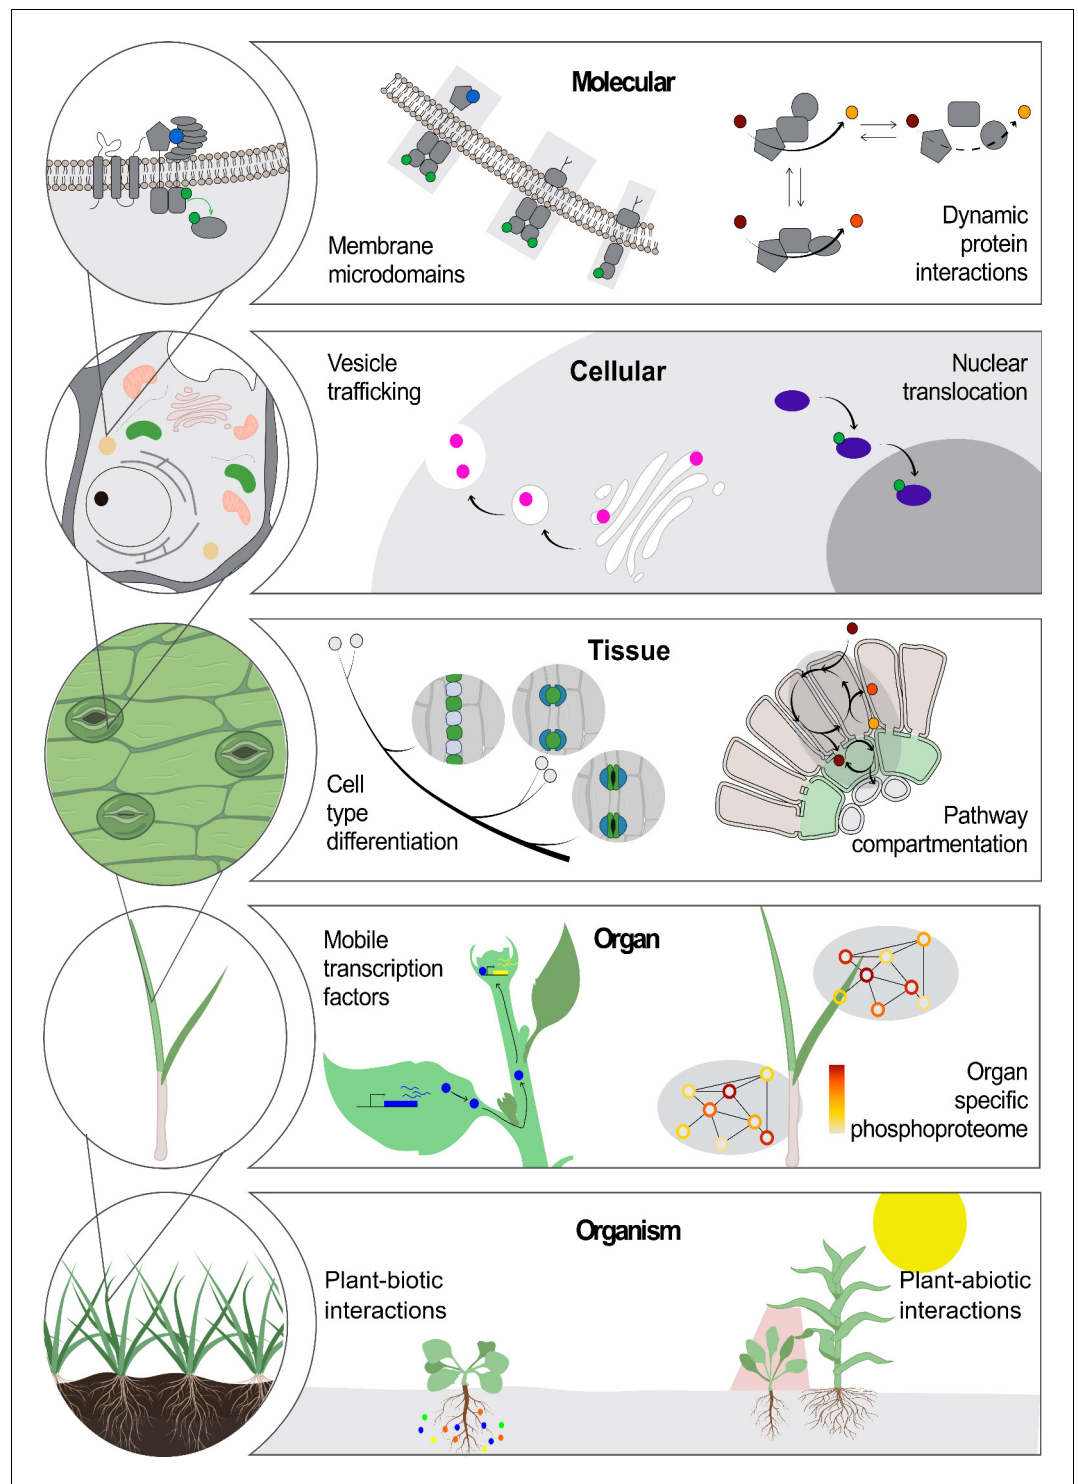 Molecular
Membrane
microdomains
Dynamic
protein
interactions
Cellular
Vesicle
trafficking
Nuclear
translocation
Tissue
Cell
type
differentiation
Pathway
compartmentation
Organ
Mobile
transcription
factors
Organ
specific
phosphoproteome
Organism
Plant-biotic
interactions
Plant-abiotic
interactions